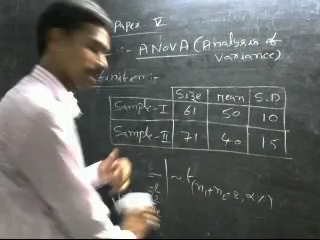 Paper V
:- ANOVA (Analysis of Variance)
Size Mean S.D
Sample-I 61 50 10
Sample-II 71 40 15
~ t(n1+n2-2, α%)